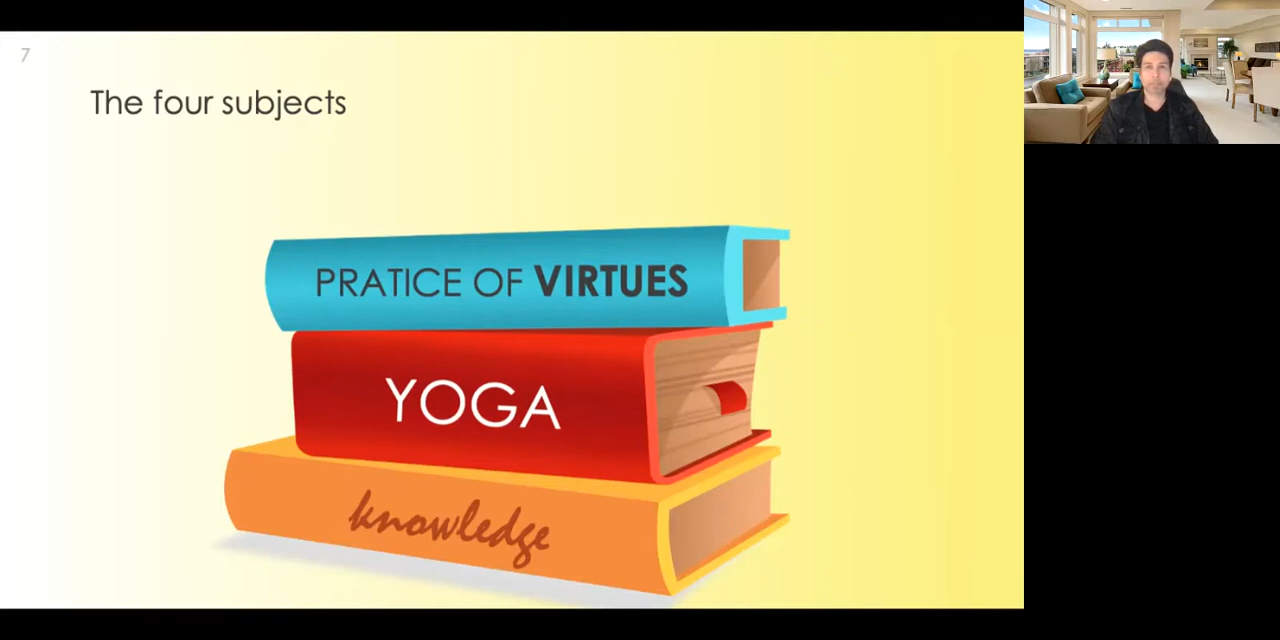 7
The four subjects
PRATICE OF VIRTUES
YOGA
knowledge